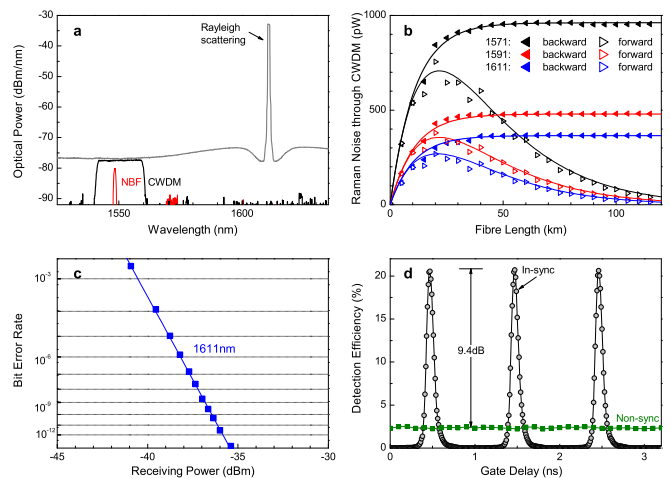 a
Rayleigh
scattering
NBF
CWDM
-30
-40
-50
-60
-70
-80
-90
Optical Power (dBm/nm)
1550
1600
Wavelength (nm)
b
1571: backward forward
1591: backward forward
1611: backward forward
1000
500
0
Raman Noise through CWDM (pW)
0 50 100
Fibre Length (km)
c
1611nm
10-3
10-6
10-9
10-12
Bit Error Rate
-45 -40 -35 -30
Receiving Power (dBm)
d
In-sync
9.4dB
Non-sync
20
15
10
5
0
Detection Efficiency (%)
0 1 2 3
Gate Delay (ns)